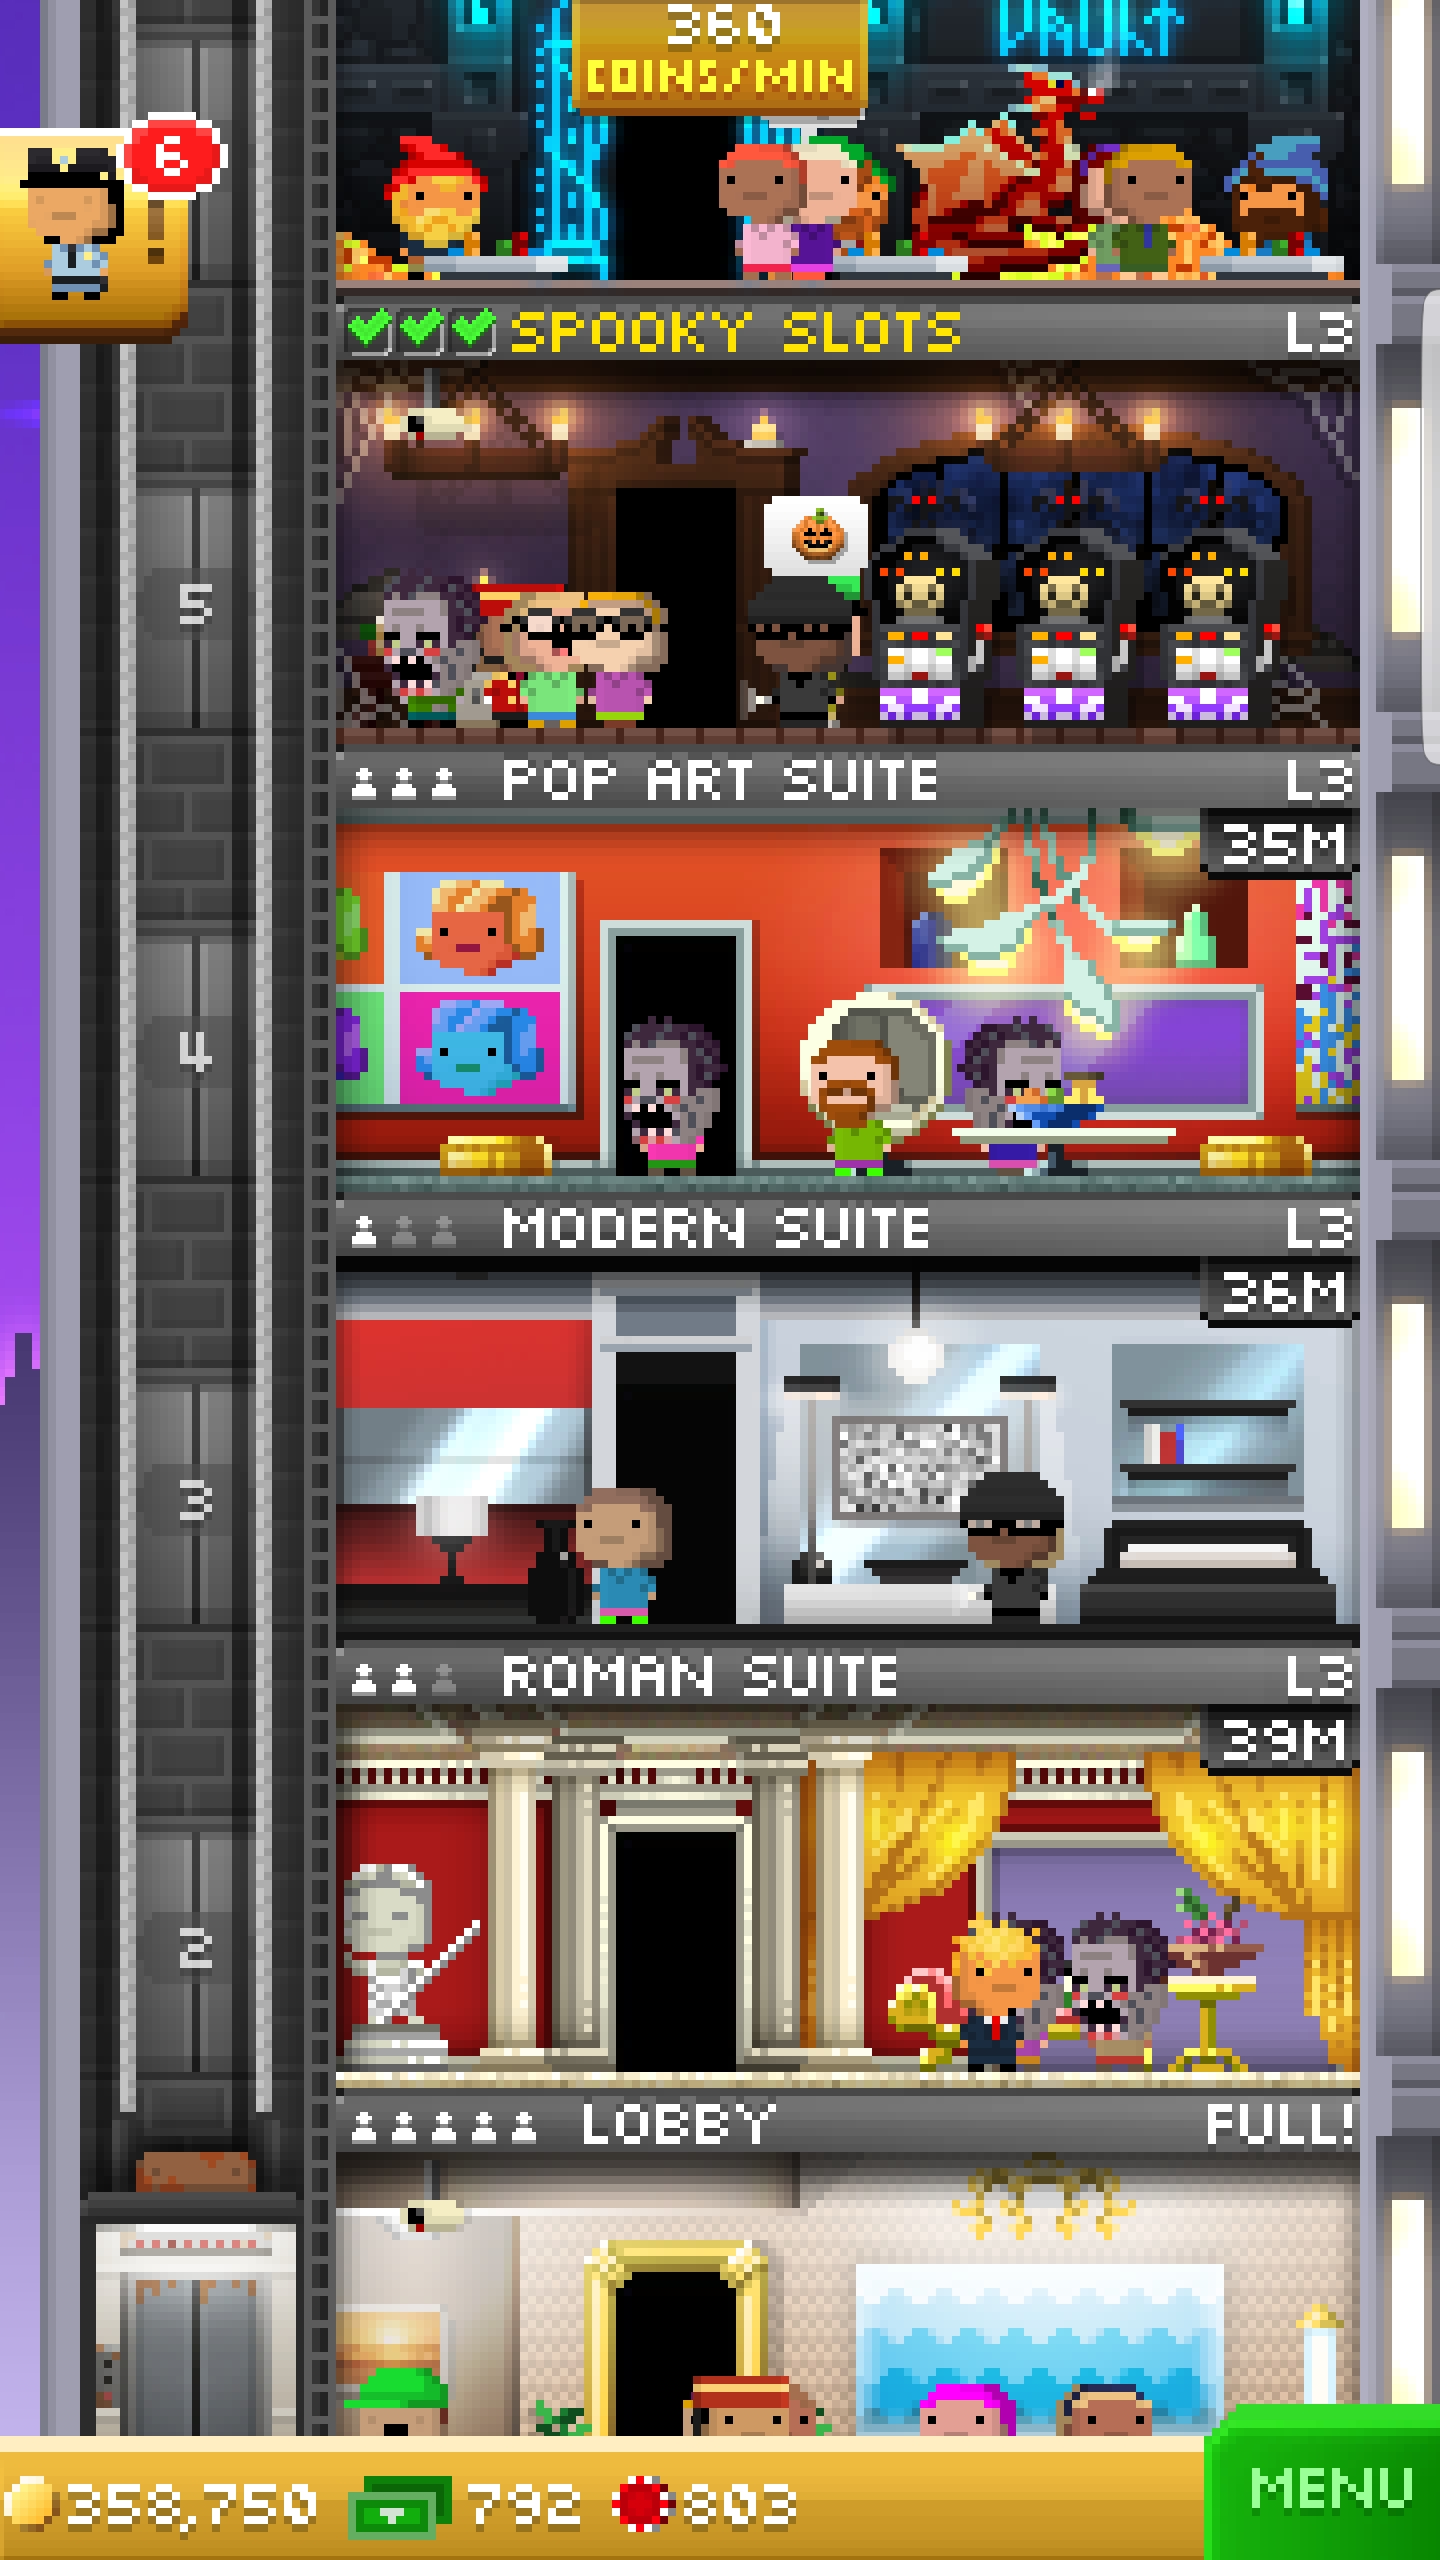 VAULT
360
COINS/MIN
6
!
SPOOKY SLOTS L3
5
POP ART SUITE L3
35M
4
MODERN SUITE L3
36M
3
ROMAN SUITE L3
39M
2
LOBBY FULL!
358,750 792 803
MENU